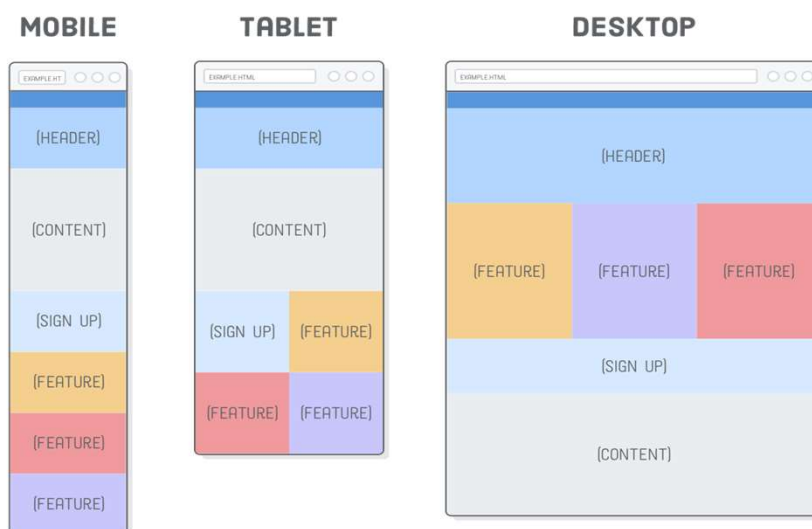 MOBILE
EXAMPLE.HT
(HEADER)
(CONTENT)
(SIGN UP)
(FEATURE)
(FEATURE)
(FEATURE)
TABLET
EXAMPLE.HTML
(HEADER)
(CONTENT)
(SIGN UP) (FEATURE)
(FEATURE) (FEATURE)
DESKTOP
EXAMPLE.HTML
(HEADER)
(FEATURE) (FEATURE) (FEATURE)
(SIGN UP)
(CONTENT)